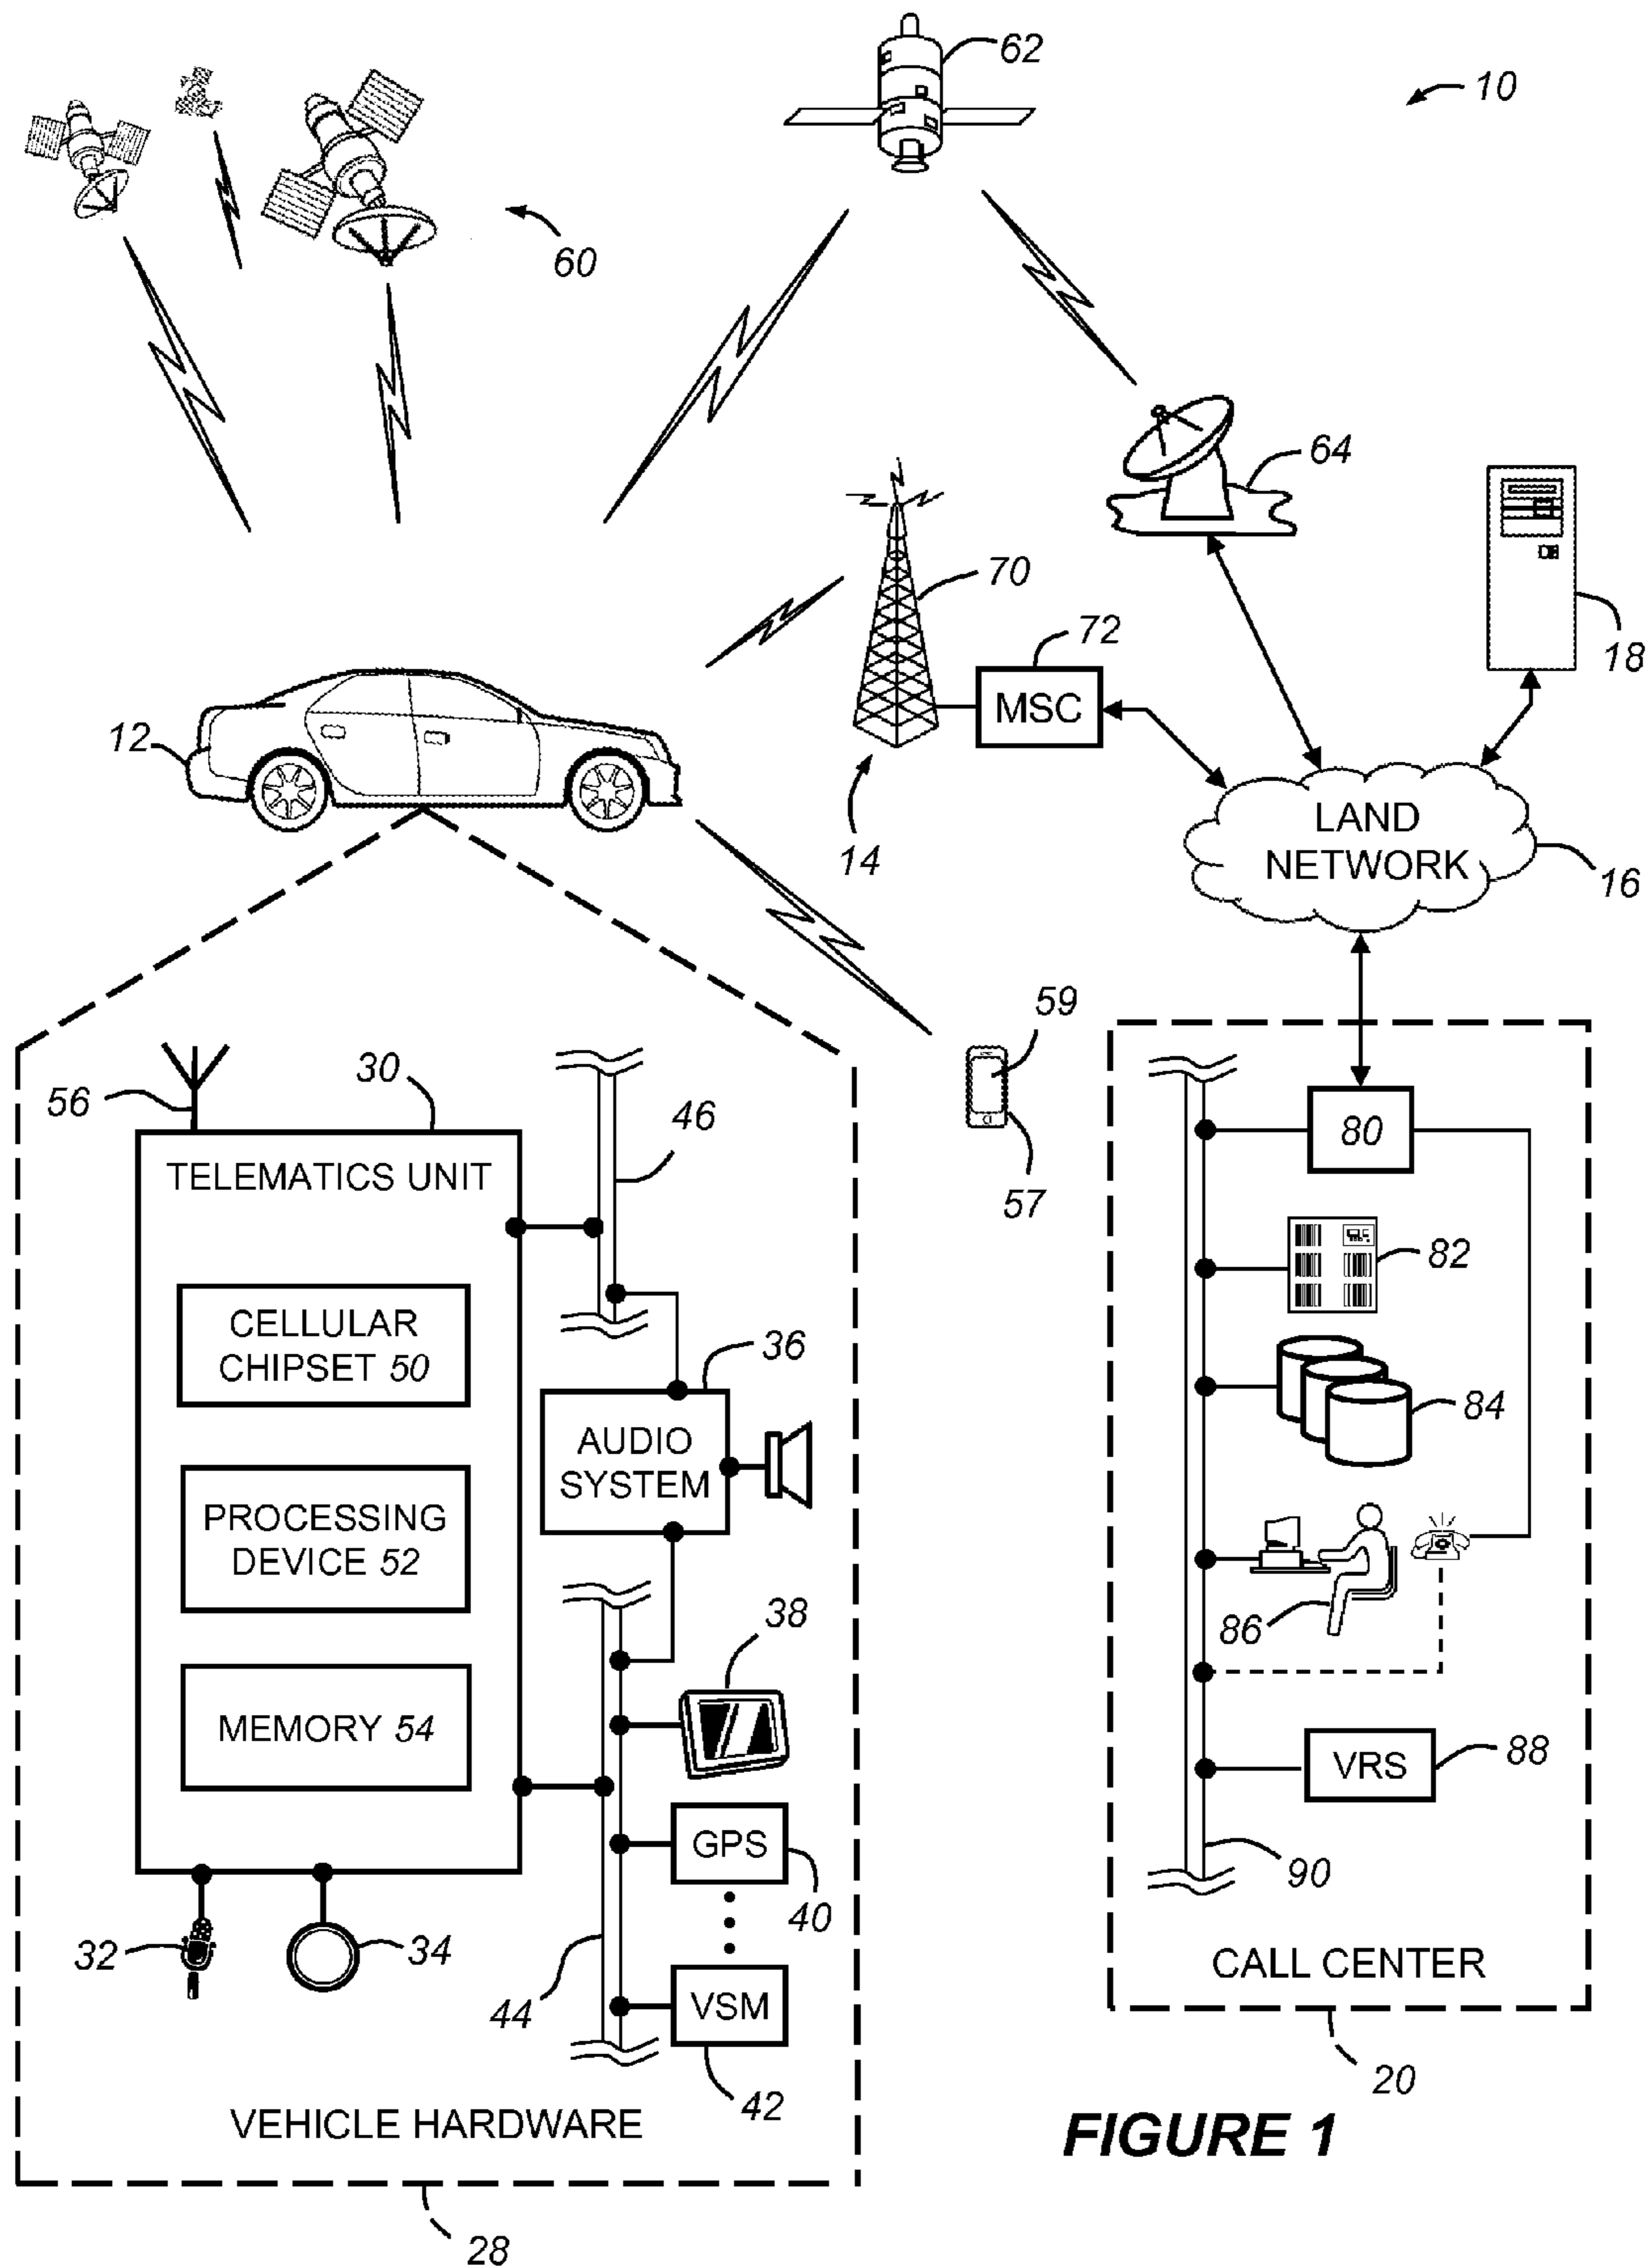 62
10
60
64
70
18
72
MSC
12
LAND
NETWORK
14
16
59
30
56
46
80
TELEMATICS UNIT
57
82
CELLULAR
CHIPSET 50
36
84
AUDIO
SYSTEM
PROCESSING
DEVICE 52
38
86
MEMORY 54
VRS
88
GPS
90
40
32
34
CALL CENTER
44
VSM
20
42
VEHICLE HARDWARE
FIGURE 1
28